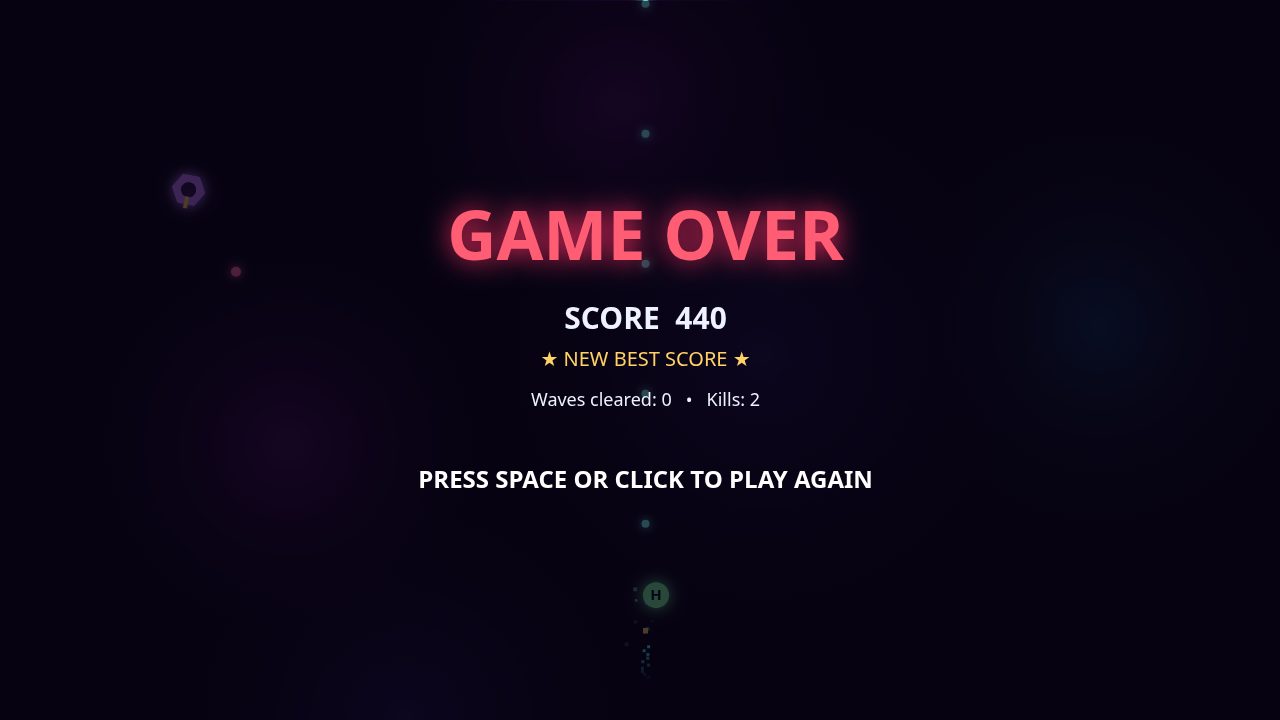 GAME OVER
SCORE 440
★ NEW BEST SCORE ★
Waves cleared: 0 • Kills: 2
PRESS SPACE OR CLICK TO PLAY AGAIN
H